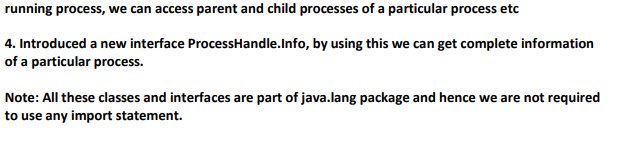 running process, we can access parent and child processes of a particular process etc
4. Introduced a new interface ProcessHandle.Info, by using this we can get complete information
of a particular process.
Note: All these classes and interfaces are part of java.lang package and hence we are not required
to use any import statement.